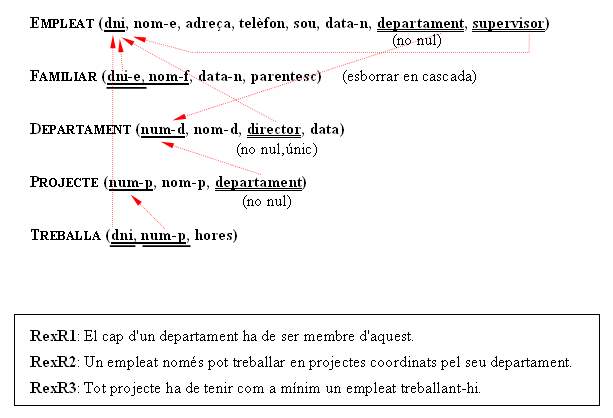 EMPLEAT (dni, nom-e, adreça, telèfon, sou, data-n, departament, supervisor)
(no nul)
FAMILIAR (dni-e, nom-f, data-n, parentesc) (esborrar en cascada)
DEPARTAMENT (num-d, nom-d, director, data)
(no nul,únic)
PROJECTE (num-p, nom-p, departament)
(no nul)
TREBALLA (dni, num-p, hores)
RexR1: El cap d'un departament ha de ser membre d'aquest.
RexR2: Un empleat només pot treballar en projectes coordinats pel seu departament.
RexR3: Tot projecte ha de tenir com a mínim un empleat treballant-hi.